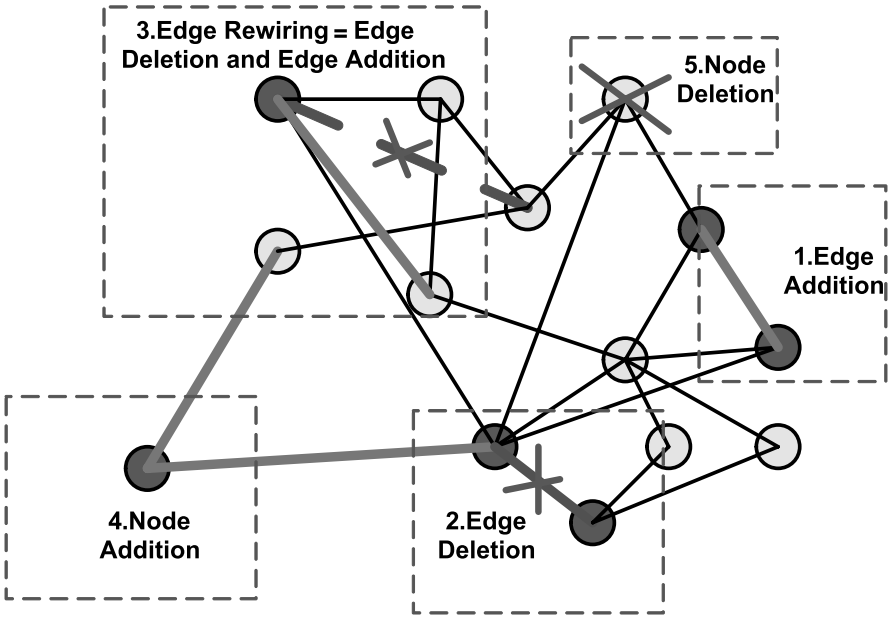 3.Edge Rewiring = Edge
Deletion and Edge Addition
5.Node
Deletion
1.Edge
Addition
4.Node
Addition
2.Edge
Deletion